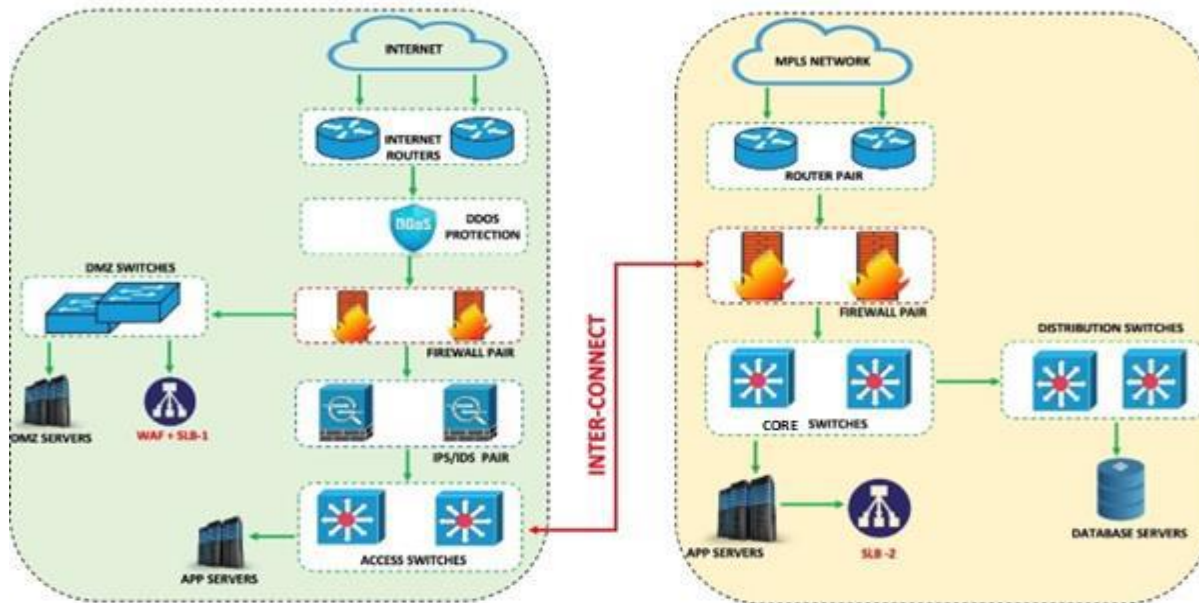 INTERNET
INTERNET
ROUTERS
DDoS
DDOS
PROTECTION
DMZ SWITCHES
FIREWALL PAIR
DMZ SERVERS
WAF + SLB-1
IPS/IDS PAIR
ACCESS SWITCHES
APP SERVERS
INTER-CONNECT
MPLS NETWORK
ROUTER PAIR
FIREWALL PAIR
DISTRIBUTION SWITCHES
CORE SWITCHES
APP SERVERS
SLB -2
DATABASE SERVERS